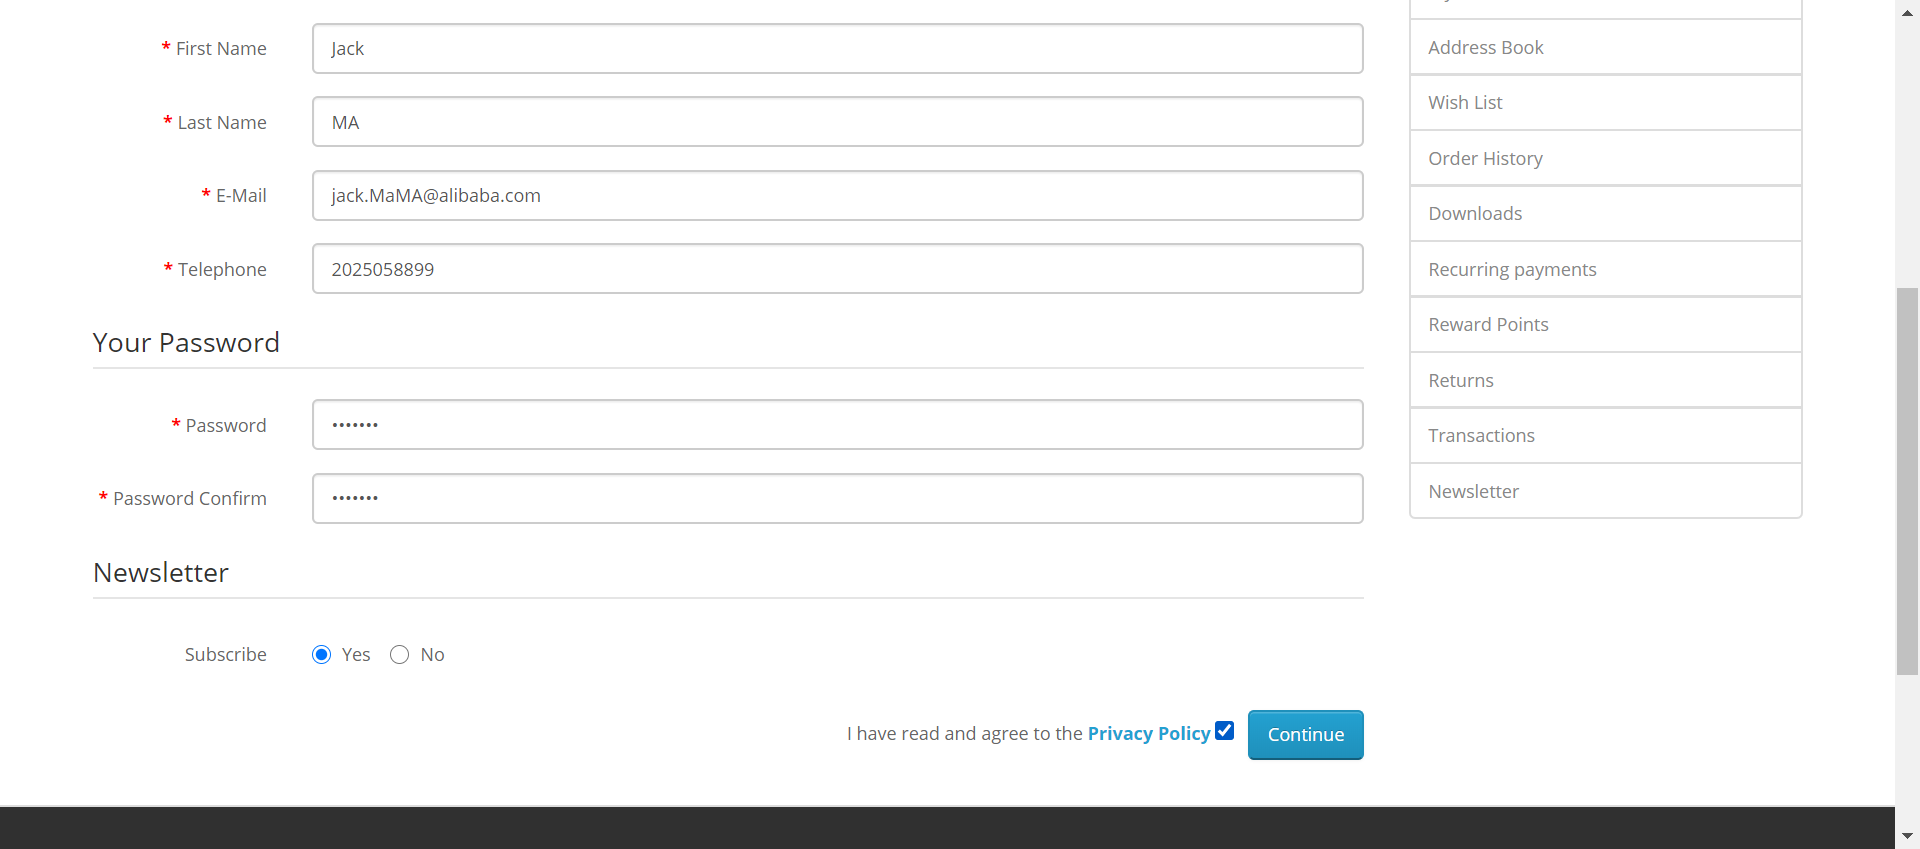 * First Name
Jack
* Last Name
MA
* E-Mail
jack.MaMA@alibaba.com
* Telephone
2025058899
Your Password
* Password
•••••••
* Password Confirm
•••••••
Newsletter
Subscribe
Yes
No
I have read and agree to the Privacy Policy
Continue
Address Book
Wish List
Order History
Downloads
Recurring payments
Reward Points
Returns
Transactions
Newsletter